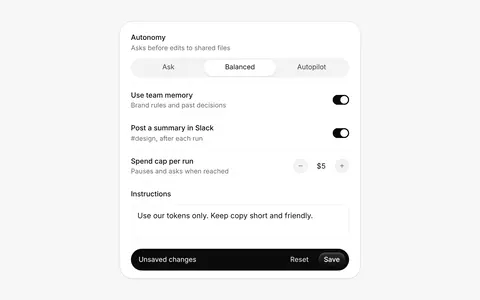 Autonomy
Asks before edits to shared files
Ask Balanced Autopilot
Use team memory
Brand rules and past decisions
Post a summary in Slack
#design, after each run
Spend cap per run
Pauses and asks when reached
− $5 +
Instructions
Use our tokens only. Keep copy short and friendly.
Unsaved changes Reset Save